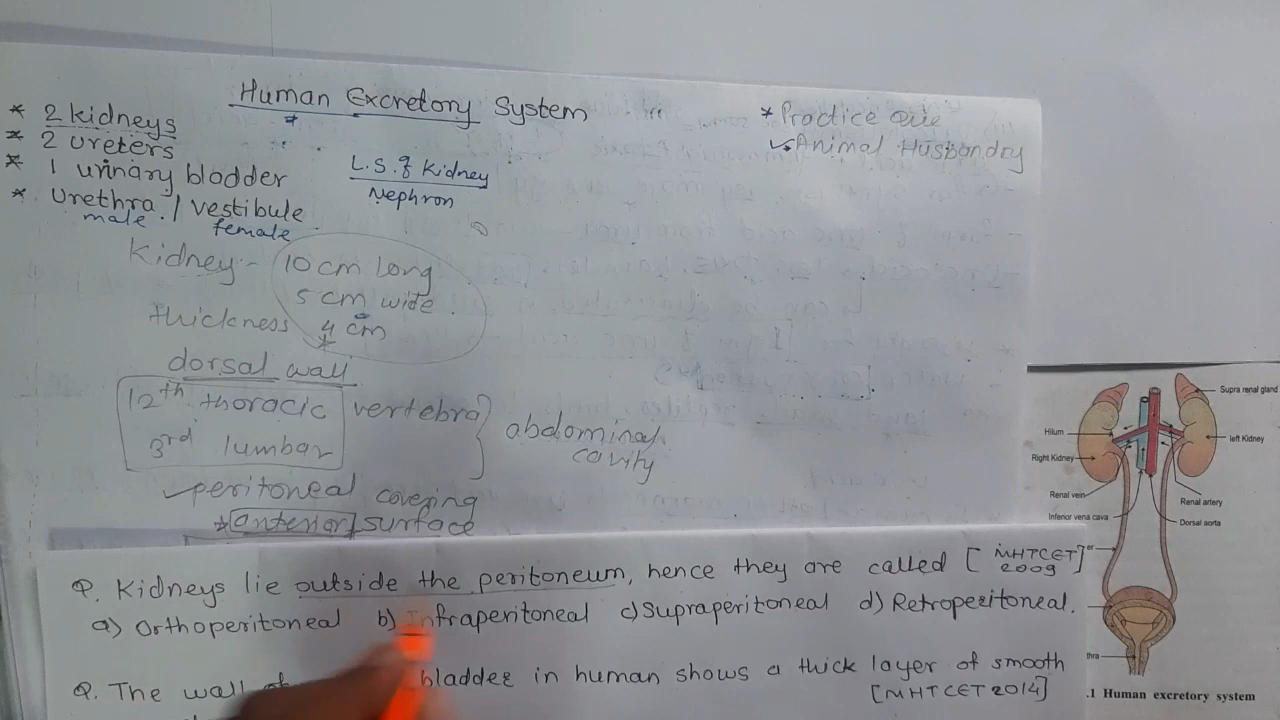 Human Excretory System
* 2 kidneys
* 2 ureters
* 1 urinary bladder
* Urethra / vestibule
male female
L.S. of Kidney
Nephron
* Practice Que
Animal Husbandry
Kidney - 10 cm long
5 cm wide.
thickness 4 cm
dorsal wall
12th thoracic vertebra
3rd lumbar
abdominal cavity
peritoneal covering
* anterior surface
Q. Kidneys lie outside the peritoneum, hence they are called [MHTCET 2009]
a) Orthoperitoneal b) Infraperitoneal c) Supraperitoneal d) Retroperitoneal.
Q. The wall of bladder in human shows a thick layer of smooth
[MHTCET 2014]
Supra renal gland
Hilum
left Kidney
Right Kidney
Renal vein
Renal artery
Inferior vena cava
Dorsal aorta
.1 Human excretory system